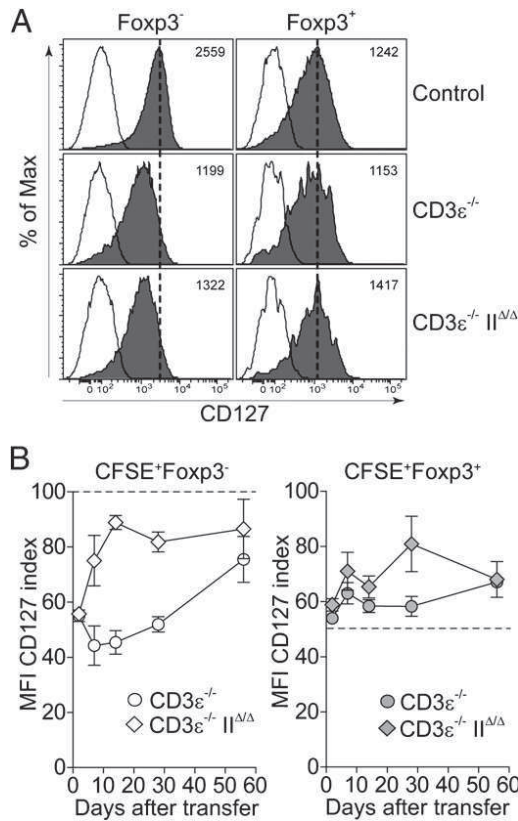 A
Foxp3⁻
Foxp3⁺
2559
1242
Control
1199
1153
CD3ε⁻/⁻
1322
1417
CD3ε⁻/⁻ II^Δ/Δ
% of Max
0 10² 10³ 10⁴ 10⁵
0 10² 10³ 10⁴ 10⁵
CD127
B
CFSE⁺Foxp3⁻
CFSE⁺Foxp3⁺
MFI CD127 index
100
80
60
40
20
0
CD3ε⁻/⁻
CD3ε⁻/⁻ II^Δ/Δ
0 10 20 30 40 50 60
Days after transfer
MFI CD127 index
100
80
60
40
20
0
CD3ε⁻/⁻
CD3ε⁻/⁻ II^Δ/Δ
0 10 20 30 40 50 60
Days after transfer